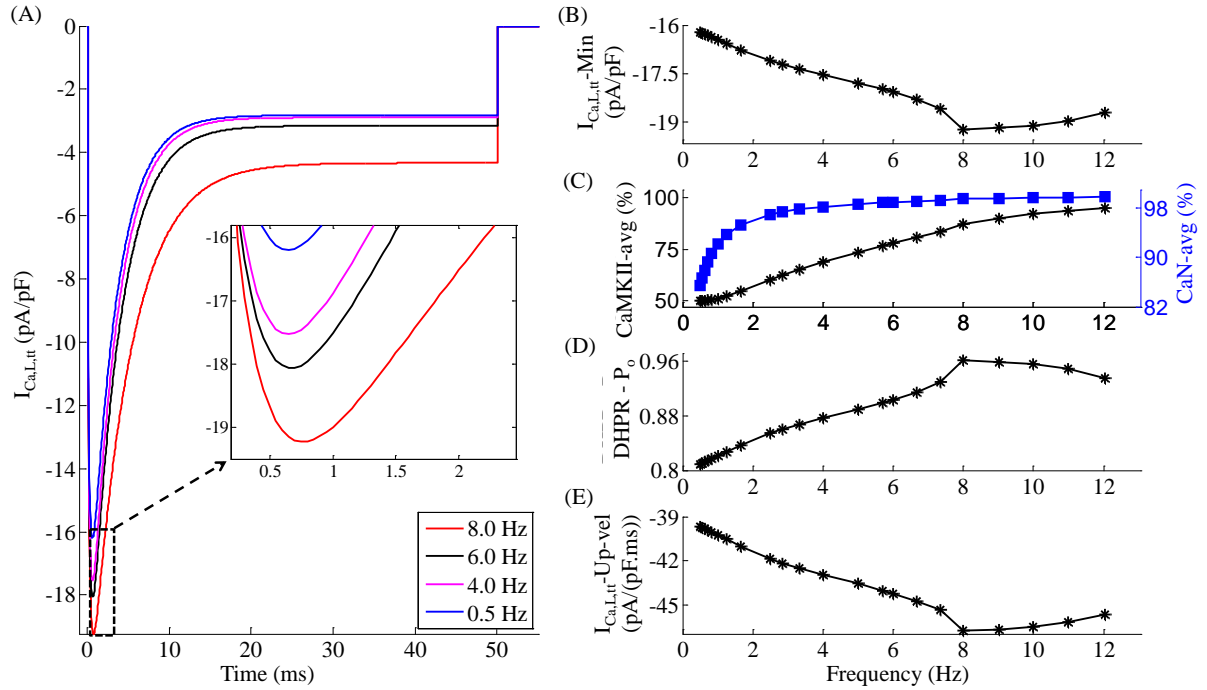 (A)
0
-2
-4
-6
-8
-10
-12
-14
-16
-18
I_Ca,L,tt (pA/pF)
0 10 20 30 40 50
Time (ms)
-16
-17
-18
-19
0.5 1 1.5 2
8.0 Hz
6.0 Hz
4.0 Hz
0.5 Hz
(B)
I_Ca,L,tt-Min
(pA/pF)
-16
-17.5
-19
0 2 4 6 8 10 12
(C)
CaMKII-avg (%)
100
75
50
98
90
82
CaN-avg (%)
0 2 4 6 8 10 12
(D)
DHPR - P_o
0.96
0.88
0.8
0 2 4 6 8 10 12
(E)
I_Ca,L,tt-Up-vel
(pA/(pF.ms))
-39
-42
-45
0 2 4 6 8 10 12
Frequency (Hz)